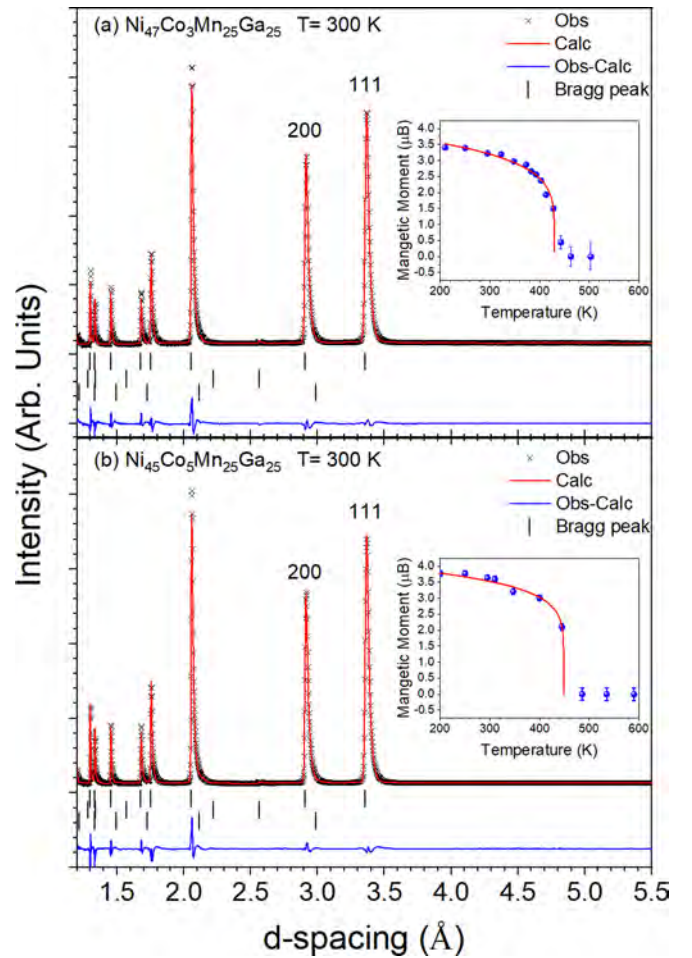 (a) Ni47Co3Mn25Ga25 T= 300 K
× Obs
Calc
Obs-Calc
| Bragg peak
111
200
4.0
3.5
3.0
2.5
2.0
1.5
1.0
0.5
0.0
-0.5
Mangetic Moment (μB)
200 300 400 500 600
Temperature (K)
(b) Ni45Co5Mn25Ga25 T= 300 K
× Obs
Calc
Obs-Calc
| Bragg peak
111
200
4.0
3.5
3.0
2.5
2.0
1.5
1.0
0.5
0.0
-0.5
Mangetic Moment (μB)
200 300 400 500 600
Temperature (K)
Intensity (Arb. Units)
1.5 2.0 2.5 3.0 3.5 4.0 4.5 5.0 5.5
d-spacing (Å)